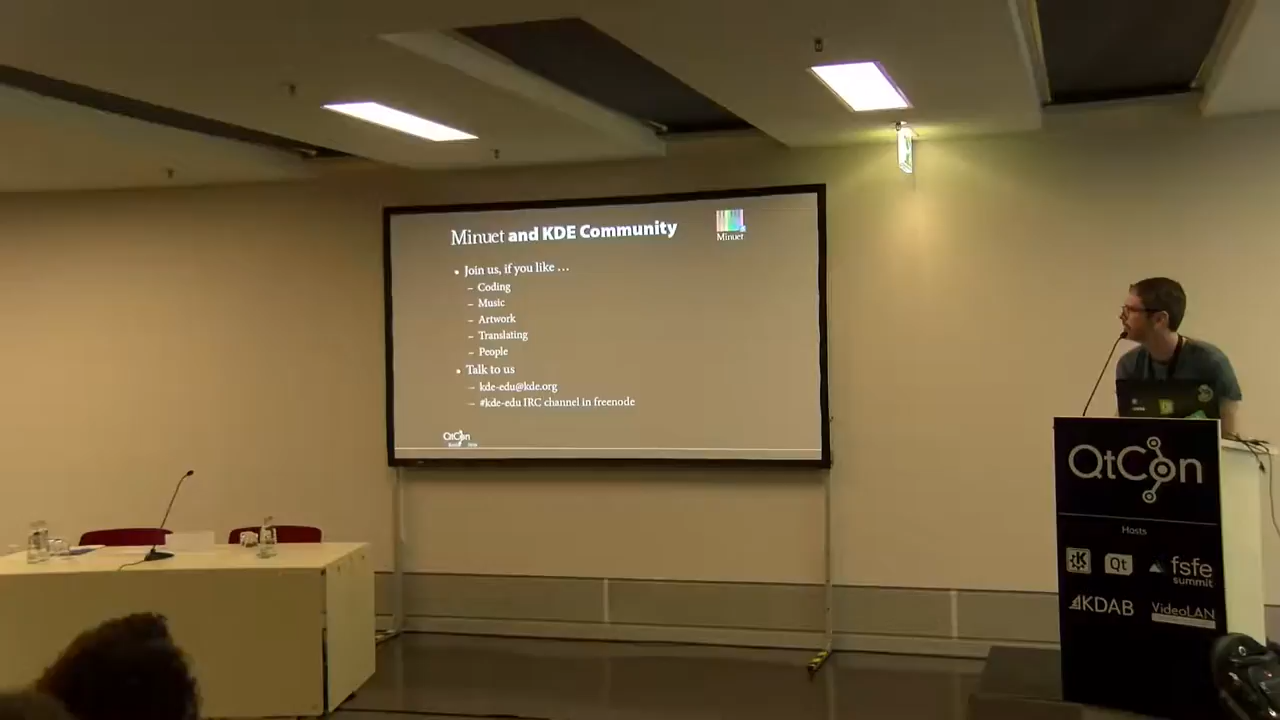 Minuet and KDE Community
Minuet
• Join us, if you like ...
– Coding
– Music
– Artwork
– Translating
– People
• Talk to us
– kde-edu@kde.org
– #kde-edu IRC channel in freenode
QtCon
QtCon
Hosts
Qt
fsfe
summit
KDAB
VideoLAN